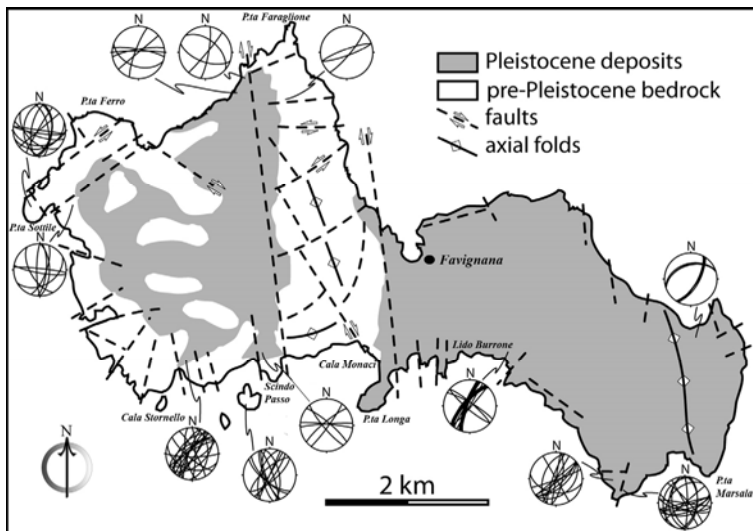 N
N
P.ta Faraglione
N
Pleistocene deposits
pre-Pleistocene bedrock
faults
axial folds
P.ta Ferro
N
P.ta Sottile
N
Favignana
N
Lido Burrone
Cala Monaci
Scindo
Passo
Cala Stornello
P.ta Longa
N
N
N
N
N
N
N
2 km
P.ta
Marsala